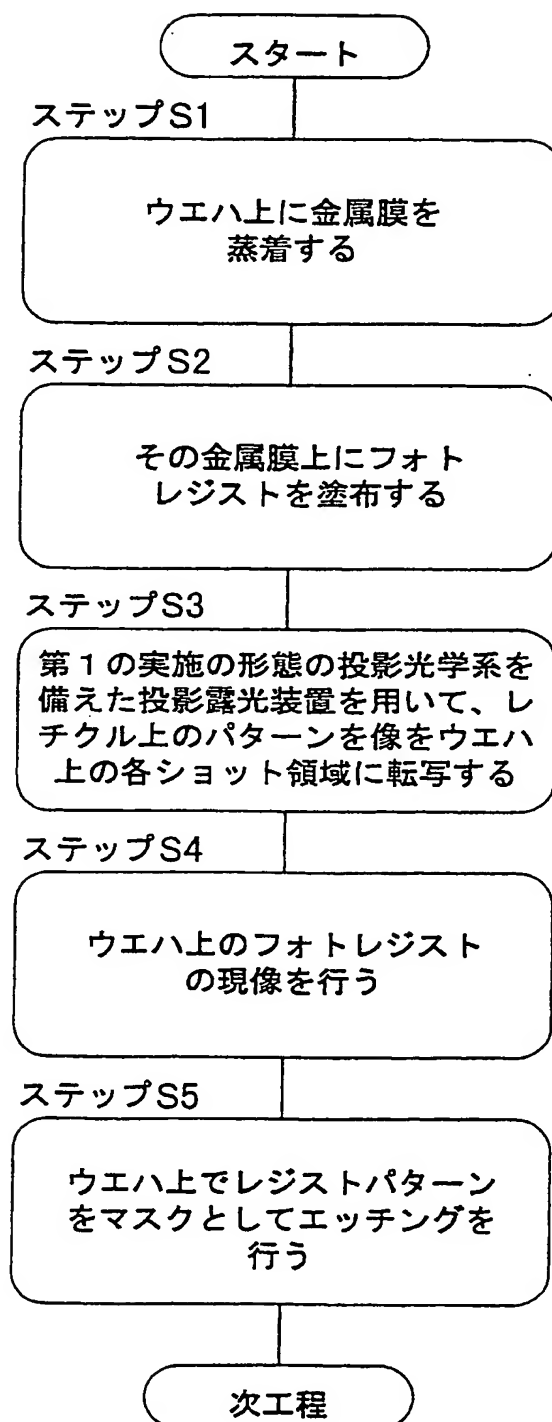 スタート
ステップS1
ウエハ上に金属膜を
蒸着する
ステップS2
その金属膜上にフォト
レジストを塗布する
ステップS3
第1の実施の形態の投影光学系を
備えた投影露光装置を用いて、レ
チクル上のパターンを像をウエハ
上の各ショット領域に転写する
ステップS4
ウエハ上のフォトレジスト
の現像を行う
ステップS5
ウエハ上でレジストパターン
をマスクとしてエッチングを
行う
次工程